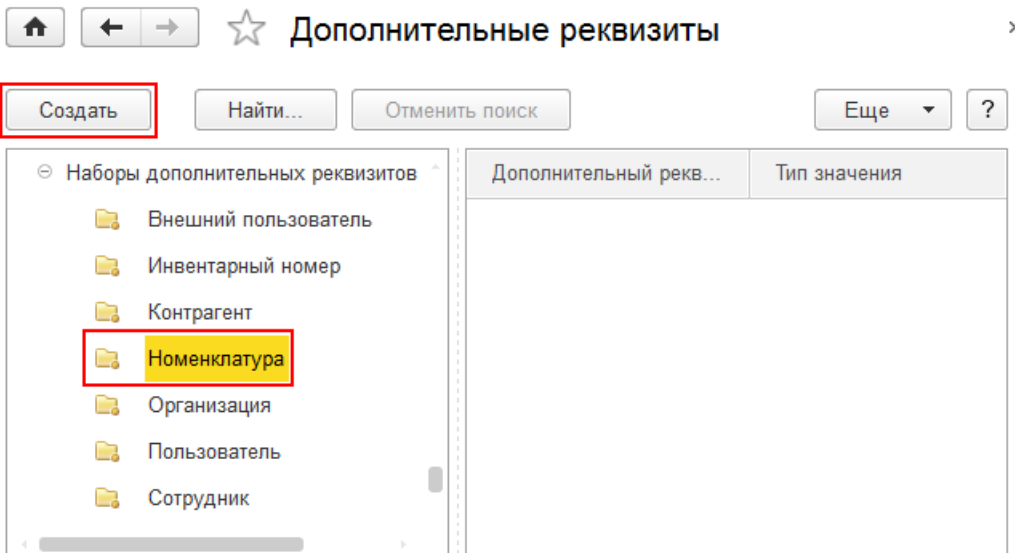 Дополнительные реквизиты
Создать Найти... Отменить поиск Еще ?
Наборы дополнительных реквизитов Дополнительный рекв... Тип значения
Внешний пользователь
Инвентарный номер
Контрагент
Номенклатура
Организация
Пользователь
Сотрудник